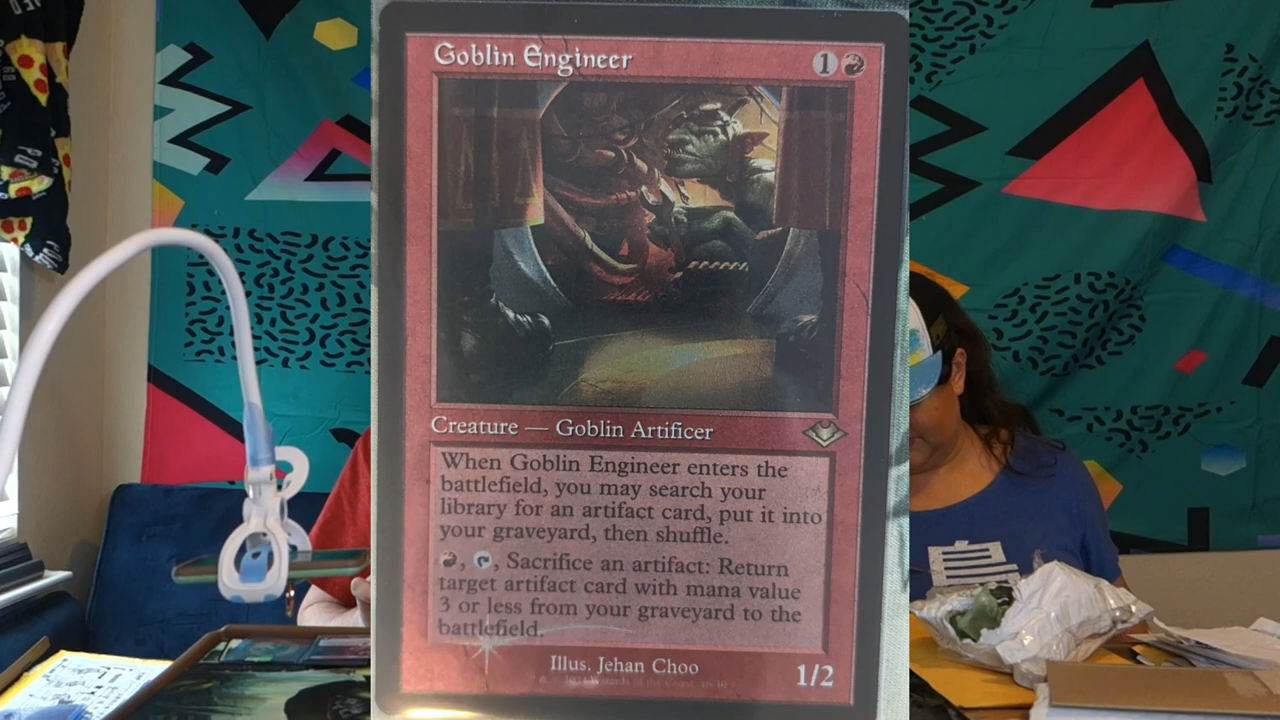 Goblin Engineer
1
Creature — Goblin Artificer
When Goblin Engineer enters the
battlefield, you may search your
library for an artifact card, put it into
your graveyard, then shuffle.
, , Sacrifice an artifact: Return
target artifact card with mana value
3 or less from your graveyard to the
battlefield.
Illus. Jehan Choo
1/2